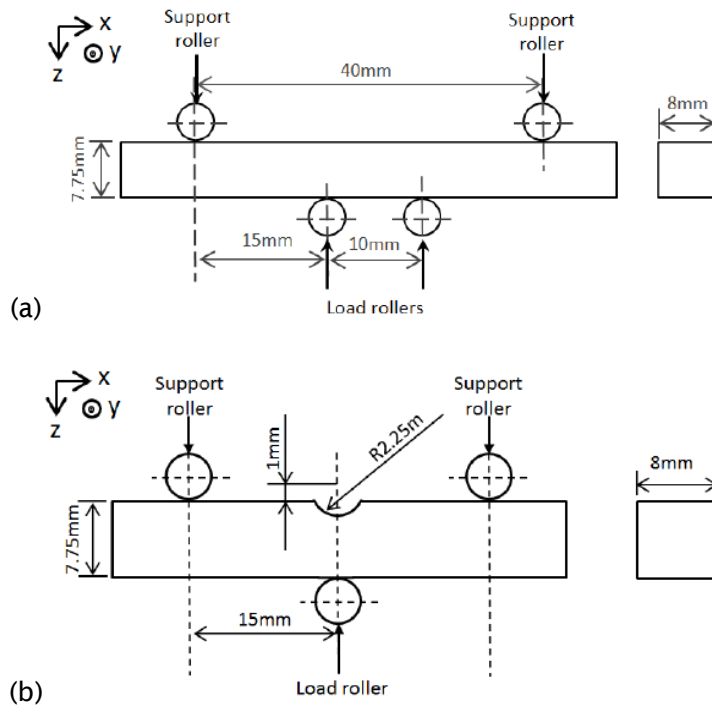 Support
roller
Support
roller
x
y
z
40mm
8mm
7.75mm
15mm
10mm
Load rollers
(a)
x
y
z
Support
roller
Support
roller
1mm
R2.25m
8mm
7.75mm
15mm
Load roller
(b)